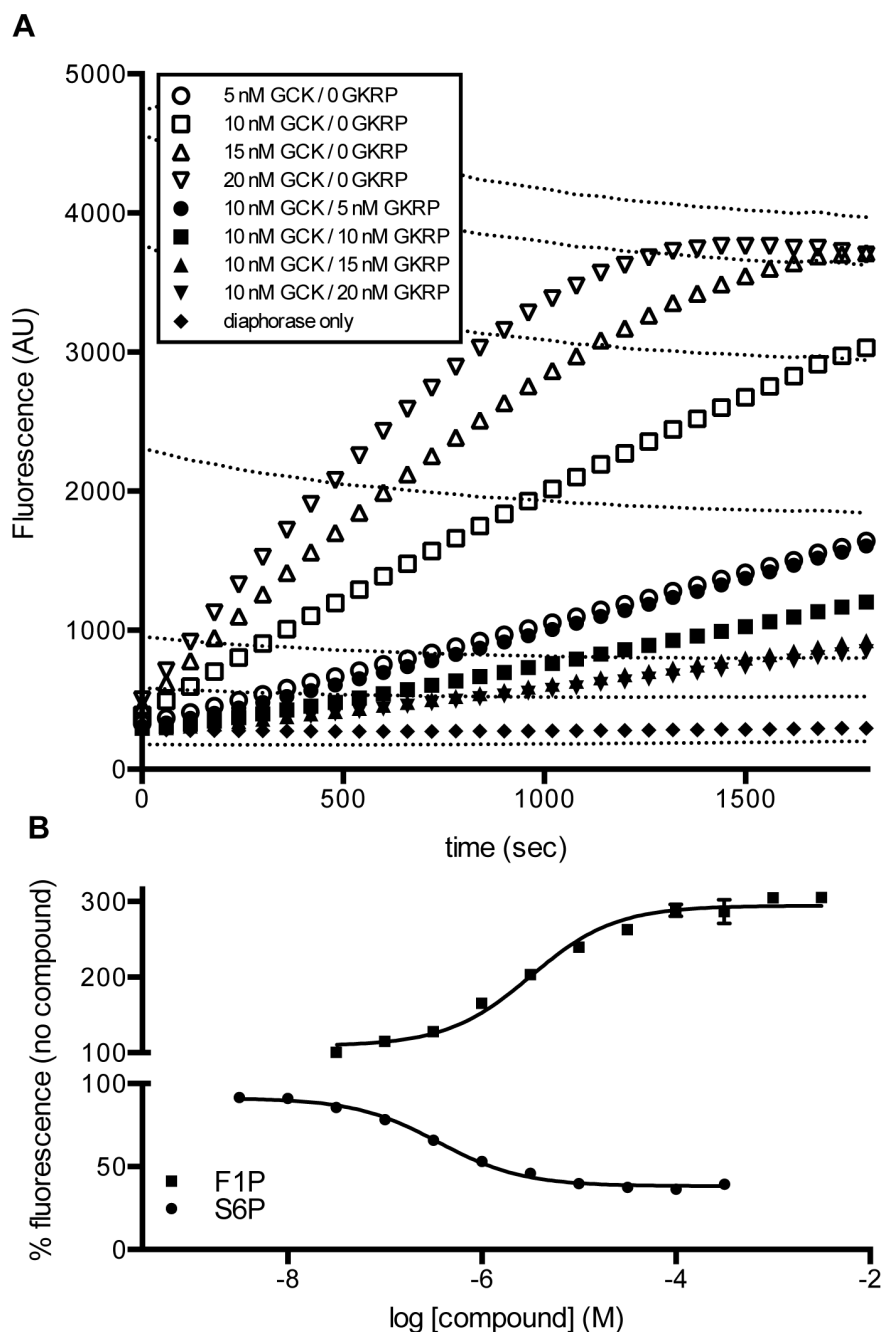 A
5000
4000
3000
2000
1000
0
Fluorescence (AU)
5 nM GCK / 0 GKRP
10 nM GCK / 0 GKRP
15 nM GCK / 0 GKRP
20 nM GCK / 0 GKRP
10 nM GCK / 5 nM GKRP
10 nM GCK / 10 nM GKRP
10 nM GCK / 15 nM GKRP
10 nM GCK / 20 nM GKRP
diaphorase only
0 500 1000 1500
time (sec)
B
% fluorescence (no compound)
300
200
100
100
50
0
F1P
S6P
-8 -6 -4 -2
log [compound] (M)